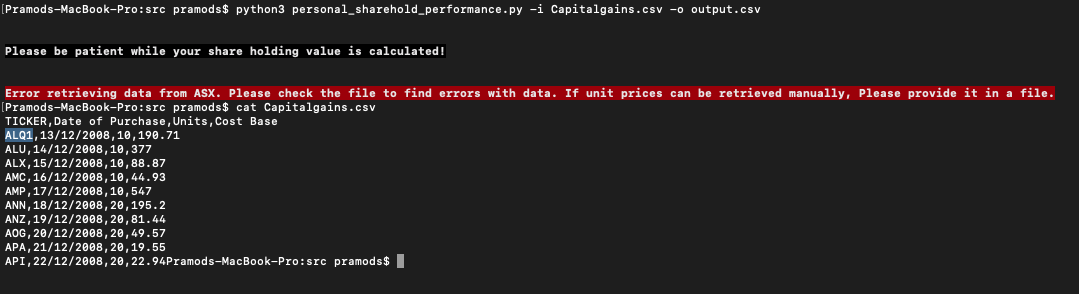 [Pramods-MacBook-Pro:src pramods$ python3 personal_sharehold_performance.py -i Capitalgains.csv -o output.csv
Please be patient while your share holding value is calculated!
Error retrieving data from ASX. Please check the file to find errors with data. If unit prices can be retrieved manually, Please provide it in a file.
[Pramods-MacBook-Pro:src pramods$ cat Capitalgains.csv
TICKER,Date of Purchase,Units,Cost Base
ALQ1,13/12/2008,10,190.71
ALU,14/12/2008,10,377
ALX,15/12/2008,10,88.87
AMC,16/12/2008,10,44.93
AMP,17/12/2008,10,547
ANN,18/12/2008,20,195.2
ANZ,19/12/2008,20,81.44
AOG,20/12/2008,20,49.57
APA,21/12/2008,20,19.55
API,22/12/2008,20,22.94Pramods-MacBook-Pro:src pramods$